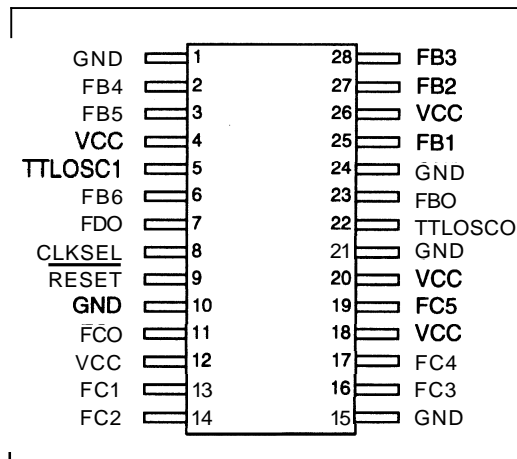 GND 1 28 FB3
FB4 2 27 FB2
FB5 3 26 VCC
VCC 4 25 FB1
TTLOSC1 5 24 GND
FB6 6 23 FBO
FDO 7 22 TTLOSCO
CLKSEL 8 21 GND
RESET 9 20 VCC
GND 10 19 FC5
FCO 11 18 VCC
VCC 12 17 FC4
FC1 13 16 FC3
FC2 14 15 GND